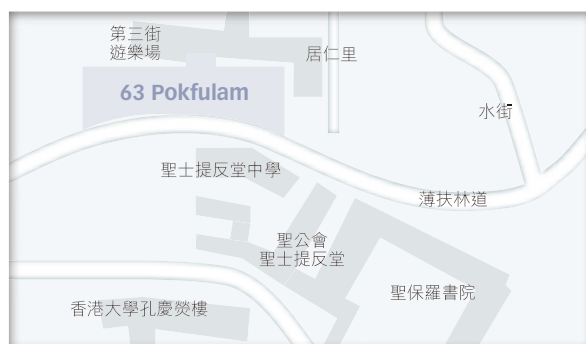 第三街
遊樂場
居仁里
63 Pokfulam
水街
聖士提反堂中學
薄扶林道
聖公會
聖士提反堂
聖保羅書院
香港大學孔慶熒樓